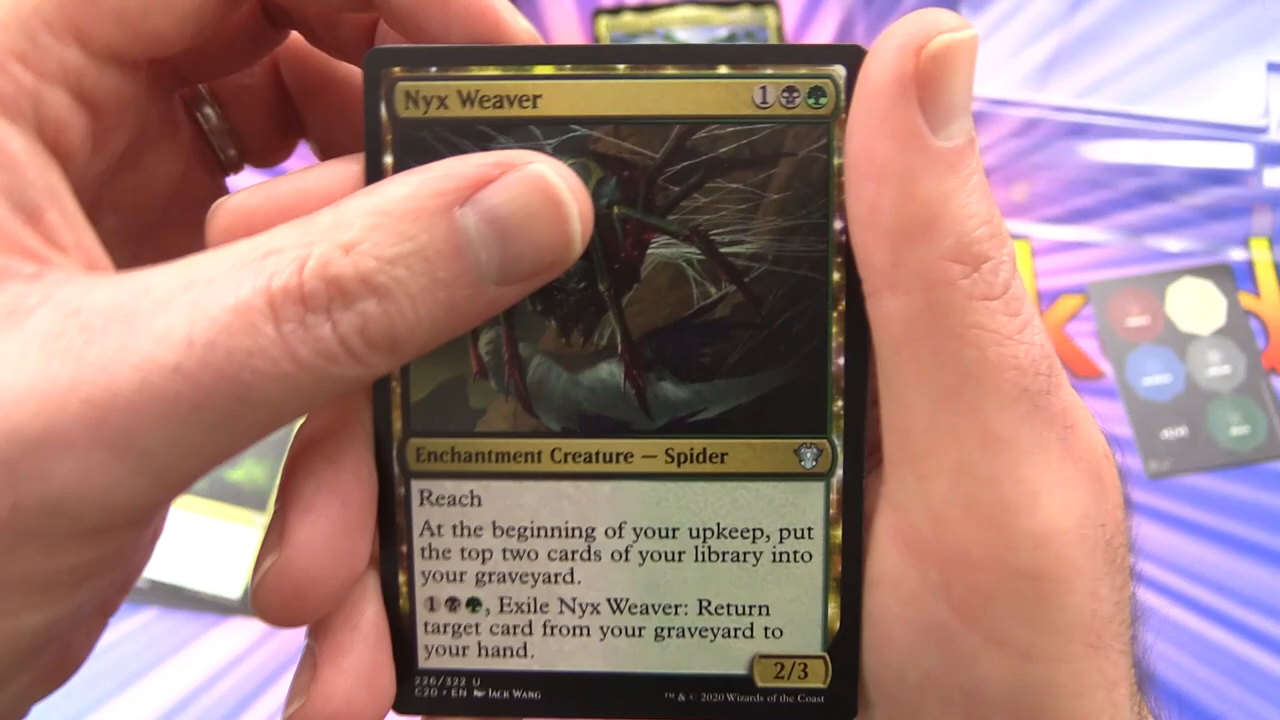 Nyx Weaver 1
Enchantment Creature — Spider
Reach
At the beginning of your upkeep, put
the top two cards of your library into
your graveyard.
1, Exile Nyx Weaver: Return
target card from your graveyard to
your hand.
2/3
226/322 U
C20 • EN Jack Wang
™ & © 2020 Wizards of the Coast